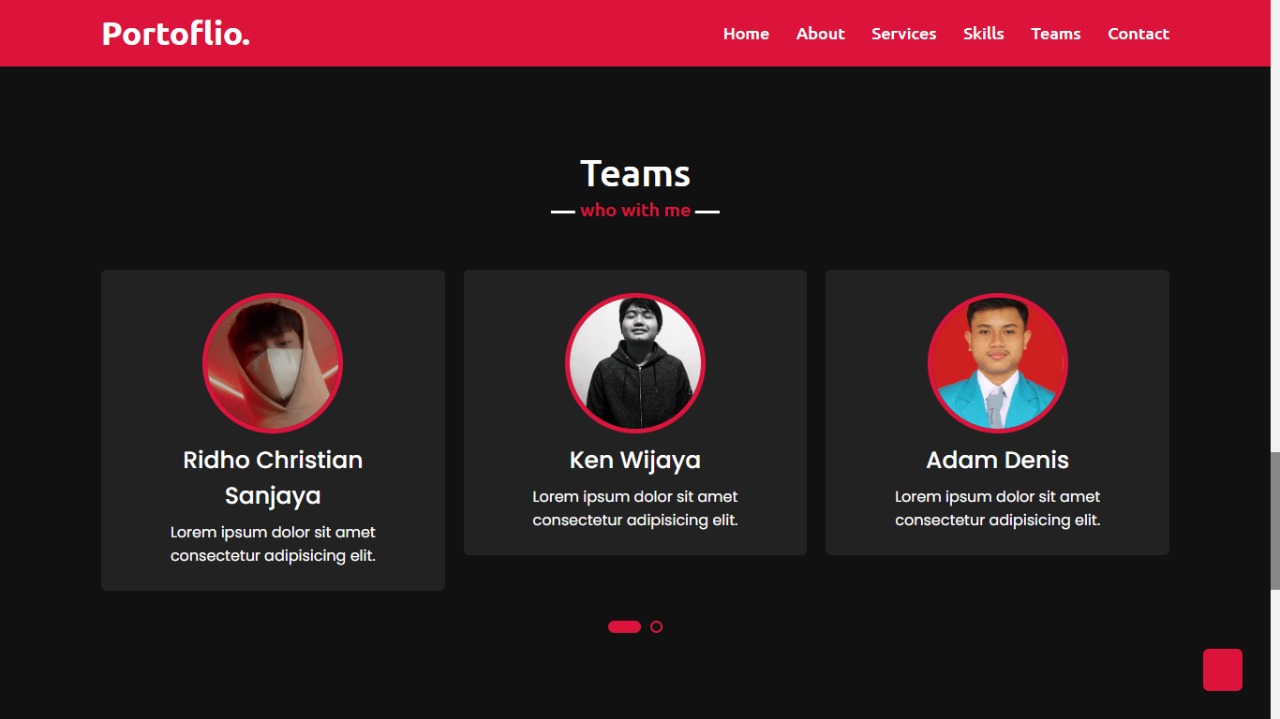 Portoflio.
Home About Services Skills Teams Contact
Teams
who with me
Ridho Christian
Sanjaya
Lorem ipsum dolor sit amet
consectetur adipisicing elit.
Ken Wijaya
Lorem ipsum dolor sit amet
consectetur adipisicing elit.
Adam Denis
Lorem ipsum dolor sit amet
consectetur adipisicing elit.